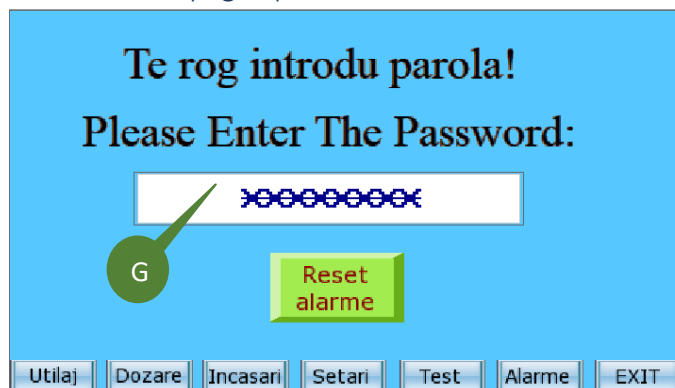 Te rog introdu parola!
Please Enter The Password:
G
Reset
alarme
Utilaj Dozare Incasari Setari Test Alarme EXIT